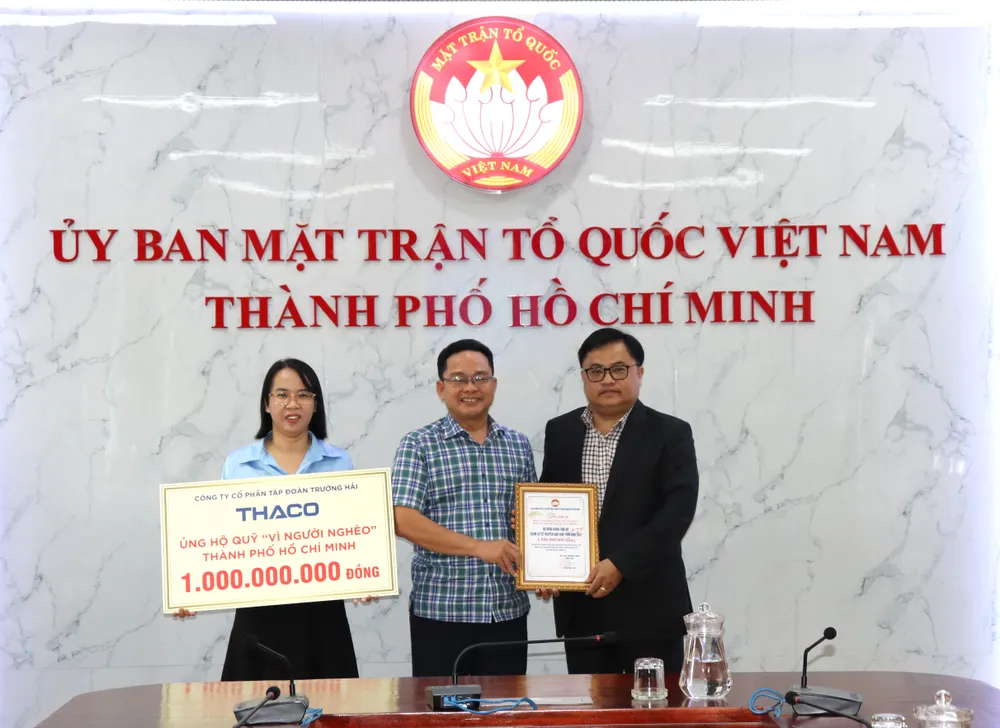 MẶT TRẬN TỔ QUỐC
VIỆT NAM
ỦY BAN MẶT TRẬN TỔ QUỐC VIỆT NAM
THÀNH PHỐ HỒ CHÍ MINH
CÔNG TY CỔ PHẦN TẬP ĐOÀN TRƯỜNG HẢI
THACO
ỦNG HỘ QUỸ “VÌ NGƯỜI NGHÈO”
THÀNH PHỐ HỒ CHÍ MINH
1.000.000.000 ĐỒNG